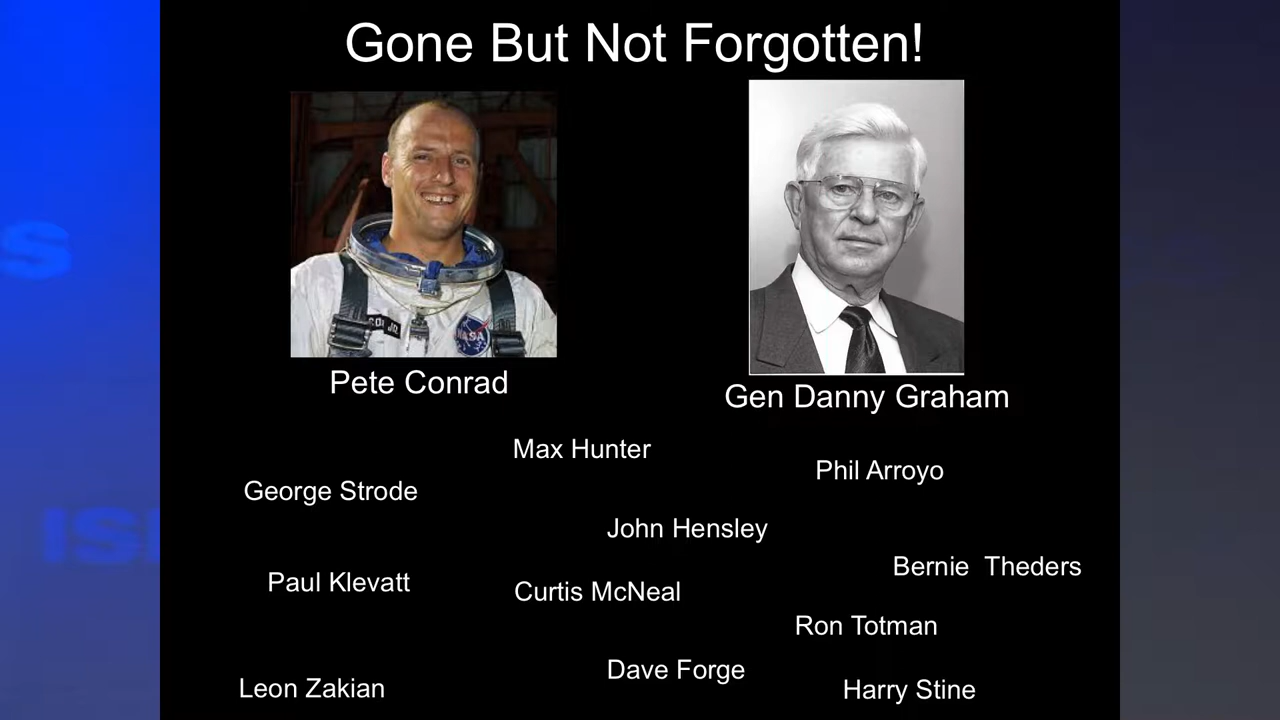 Gone But Not Forgotten!
Pete Conrad
Gen Danny Graham
Max Hunter
Phil Arroyo
George Strode
John Hensley
Bernie Theders
Paul Klevatt
Curtis McNeal
Ron Totman
Dave Forge
Leon Zakian
Harry Stine
NASA